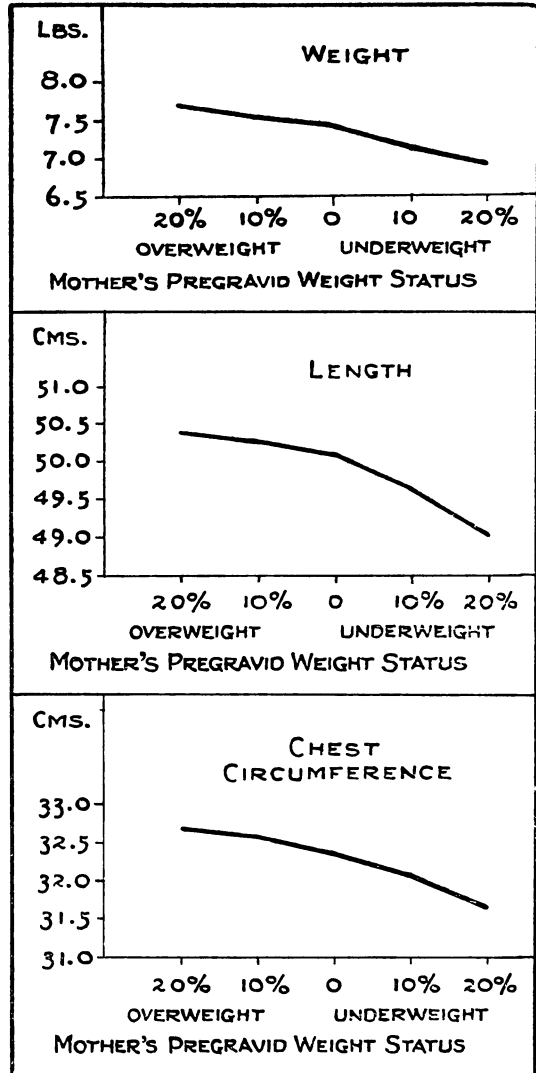 LBS.
WEIGHT
8.0
7.5
7.0
6.5
20% 10% 0 10 20%
OVERWEIGHT UNDERWEIGHT
MOTHER'S PREGRAVID WEIGHT STATUS
CMS.
LENGTH
51.0
50.5
50.0
49.5
49.0
48.5
20% 10% 0 10% 20%
OVERWEIGHT UNDERWEIGHT
MOTHER'S PREGRAVID WEIGHT STATUS
CMS.
CHEST
CIRCUMFERENCE
33.0
32.5
32.0
31.5
31.0
20% 10% 0 10% 20%
OVERWEIGHT UNDERWEIGHT
MOTHER'S PREGRAVID WEIGHT STATUS